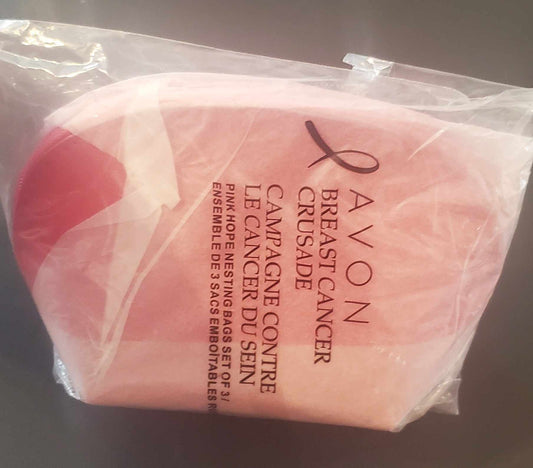 AVON
BREAST CANCER
CRUSADE
CAMPAGNE CONTRE
LE CANCER DU SEIN
PINK HOPE NESTING BAGS SET OF 3/
ENSEMBLE DE 3 SACS EMBOÎTABLES